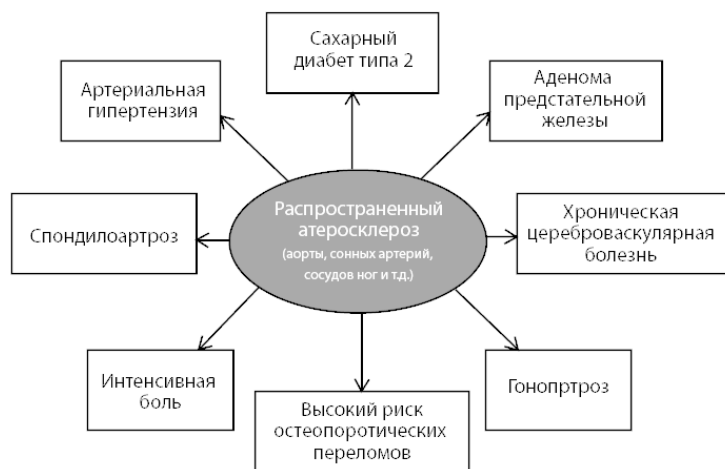 Сахарный
диабет типа 2
Артериальная
гипертензия
Аденома
предстательной
железы
Распространенный
атеросклероз
(аорты, сонных артерий,
сосудов ног и т.д.)
Спондилоартроз
Хроническая
цереброваскулярная
болезнь
Интенсивная
боль
Высокий риск
остеопоротических
переломов
Гонопртроз